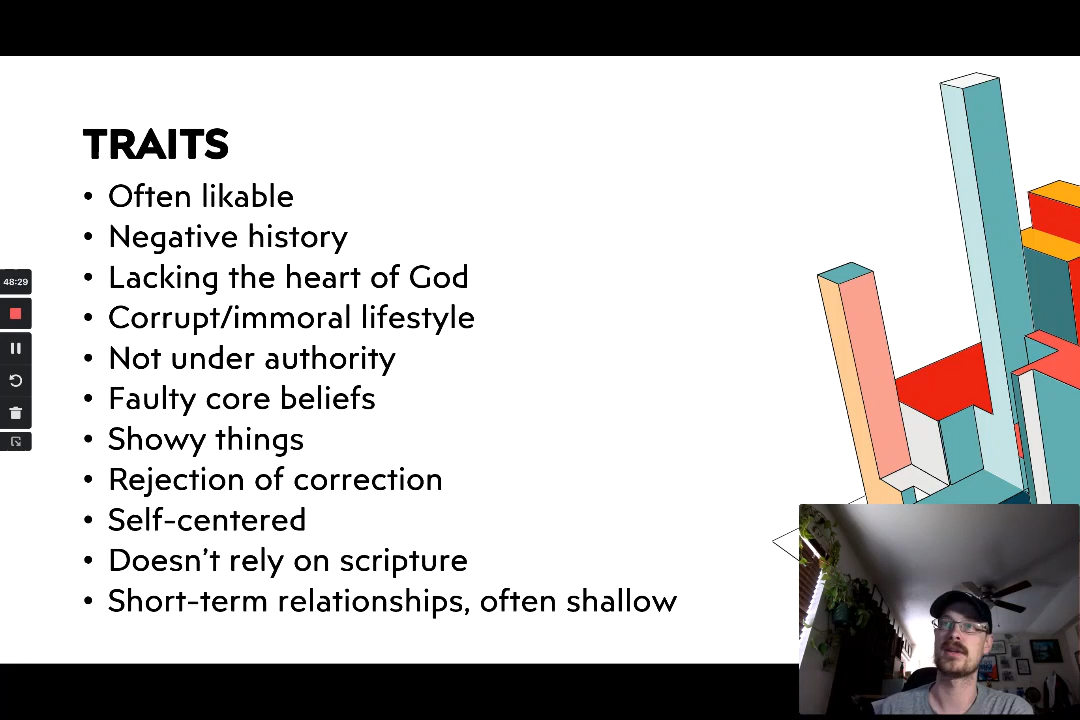 TRAITS
• Often likable
• Negative history
• Lacking the heart of God
• Corrupt/immoral lifestyle
• Not under authority
• Faulty core beliefs
• Showy things
• Rejection of correction
• Self-centered
• Doesn't rely on scripture
• Short-term relationships, often shallow
48:29